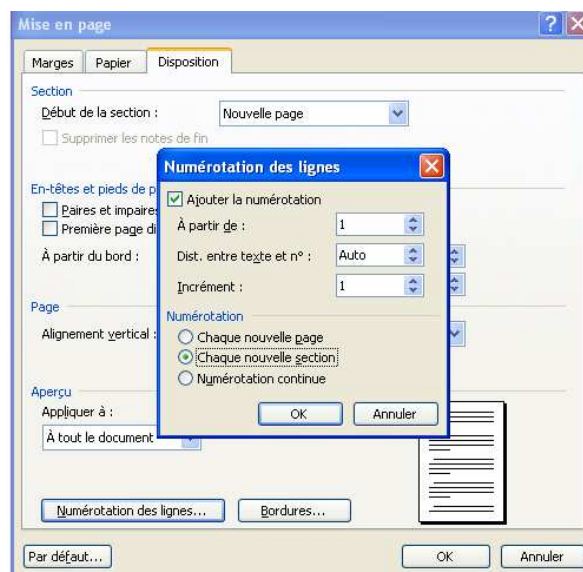 Mise en page
Marges Papier Disposition
Section
Début de la section : Nouvelle page
Supprimer les notes de fin
Numérotation des lignes
En-têtes et pieds de p
Ajouter la numérotation
Paires et impaires
À partir de : 1
Première page di
À partir du bord :
Dist. entre texte et n° : Auto
Incrément : 1
Page
Numérotation
Alignement vertical :
Chaque nouvelle page
Chaque nouvelle section
Numérotation continue
Aperçu
Appliquer à :
OK Annuler
À tout le document
Numérotation des lignes... Bordures...
Par défaut... OK Annuler